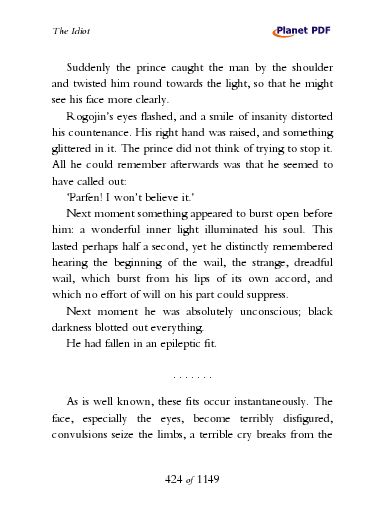 The Idiot
Planet PDF
Suddenly the prince caught the man by the shoulder
and twisted him round towards the light, so that he might
see his face more clearly.
Rogojin's eyes flashed, and a smile of insanity distorted
his countenance. His right hand was raised, and something
glittered in it. The prince did not think of trying to stop it.
All he could remember afterwards was that he seemed to
have called out:
'Parfen! I won't believe it.'
Next moment something appeared to burst open before
him: a wonderful inner light illuminated his soul. This
lasted perhaps half a second, yet he distinctly remembered
hearing the beginning of the wail, the strange, dreadful
wail, which burst from his lips of its own accord, and
which no effort of will on his part could suppress.
Next moment he was absolutely unconscious; black
darkness blotted out everything.
He had fallen in an epileptic fit.
. . . . . . .
As is well known, these fits occur instantaneously. The
face, especially the eyes, become terribly disfigured,
convulsions seize the limbs, a terrible cry breaks from the
424 of 1149